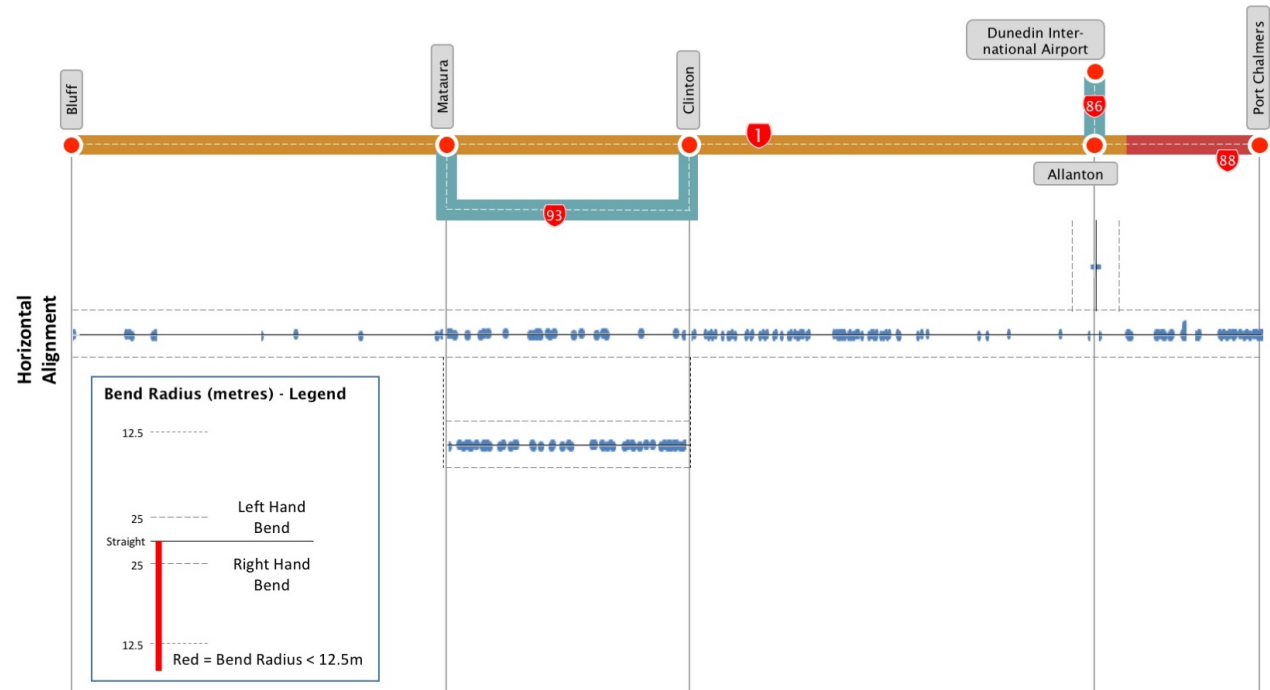 Dunedin Inter-
national Airport
Port Chalmers
Bluff
Mataura
Clinton
86
1
88
Allanton
93
Horizontal
Alignment
Bend Radius (metres) - Legend
12.5
Left Hand
Bend
25
Straight
25
Right Hand
Bend
12.5
Red = Bend Radius < 12.5m